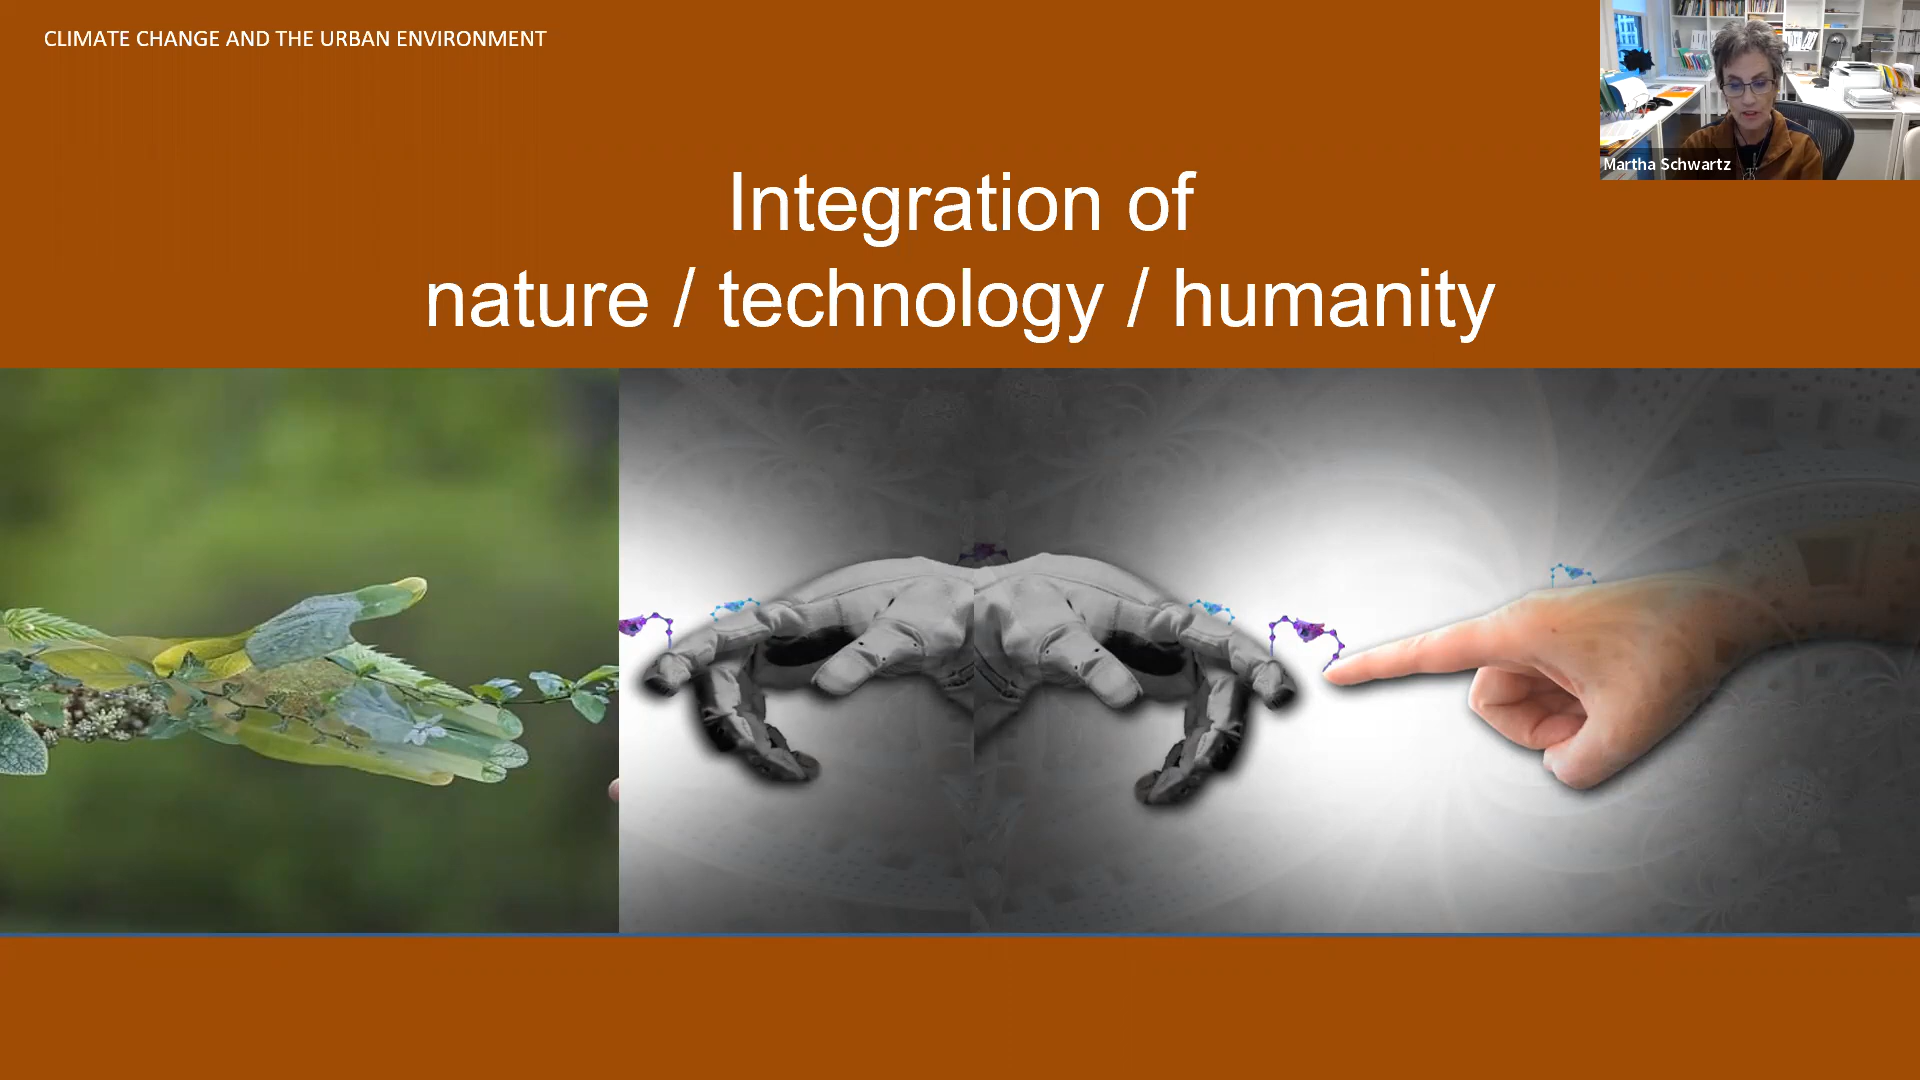 CLIMATE CHANGE AND THE URBAN ENVIRONMENT
Martha Schwartz
Integration of
nature / technology / humanity